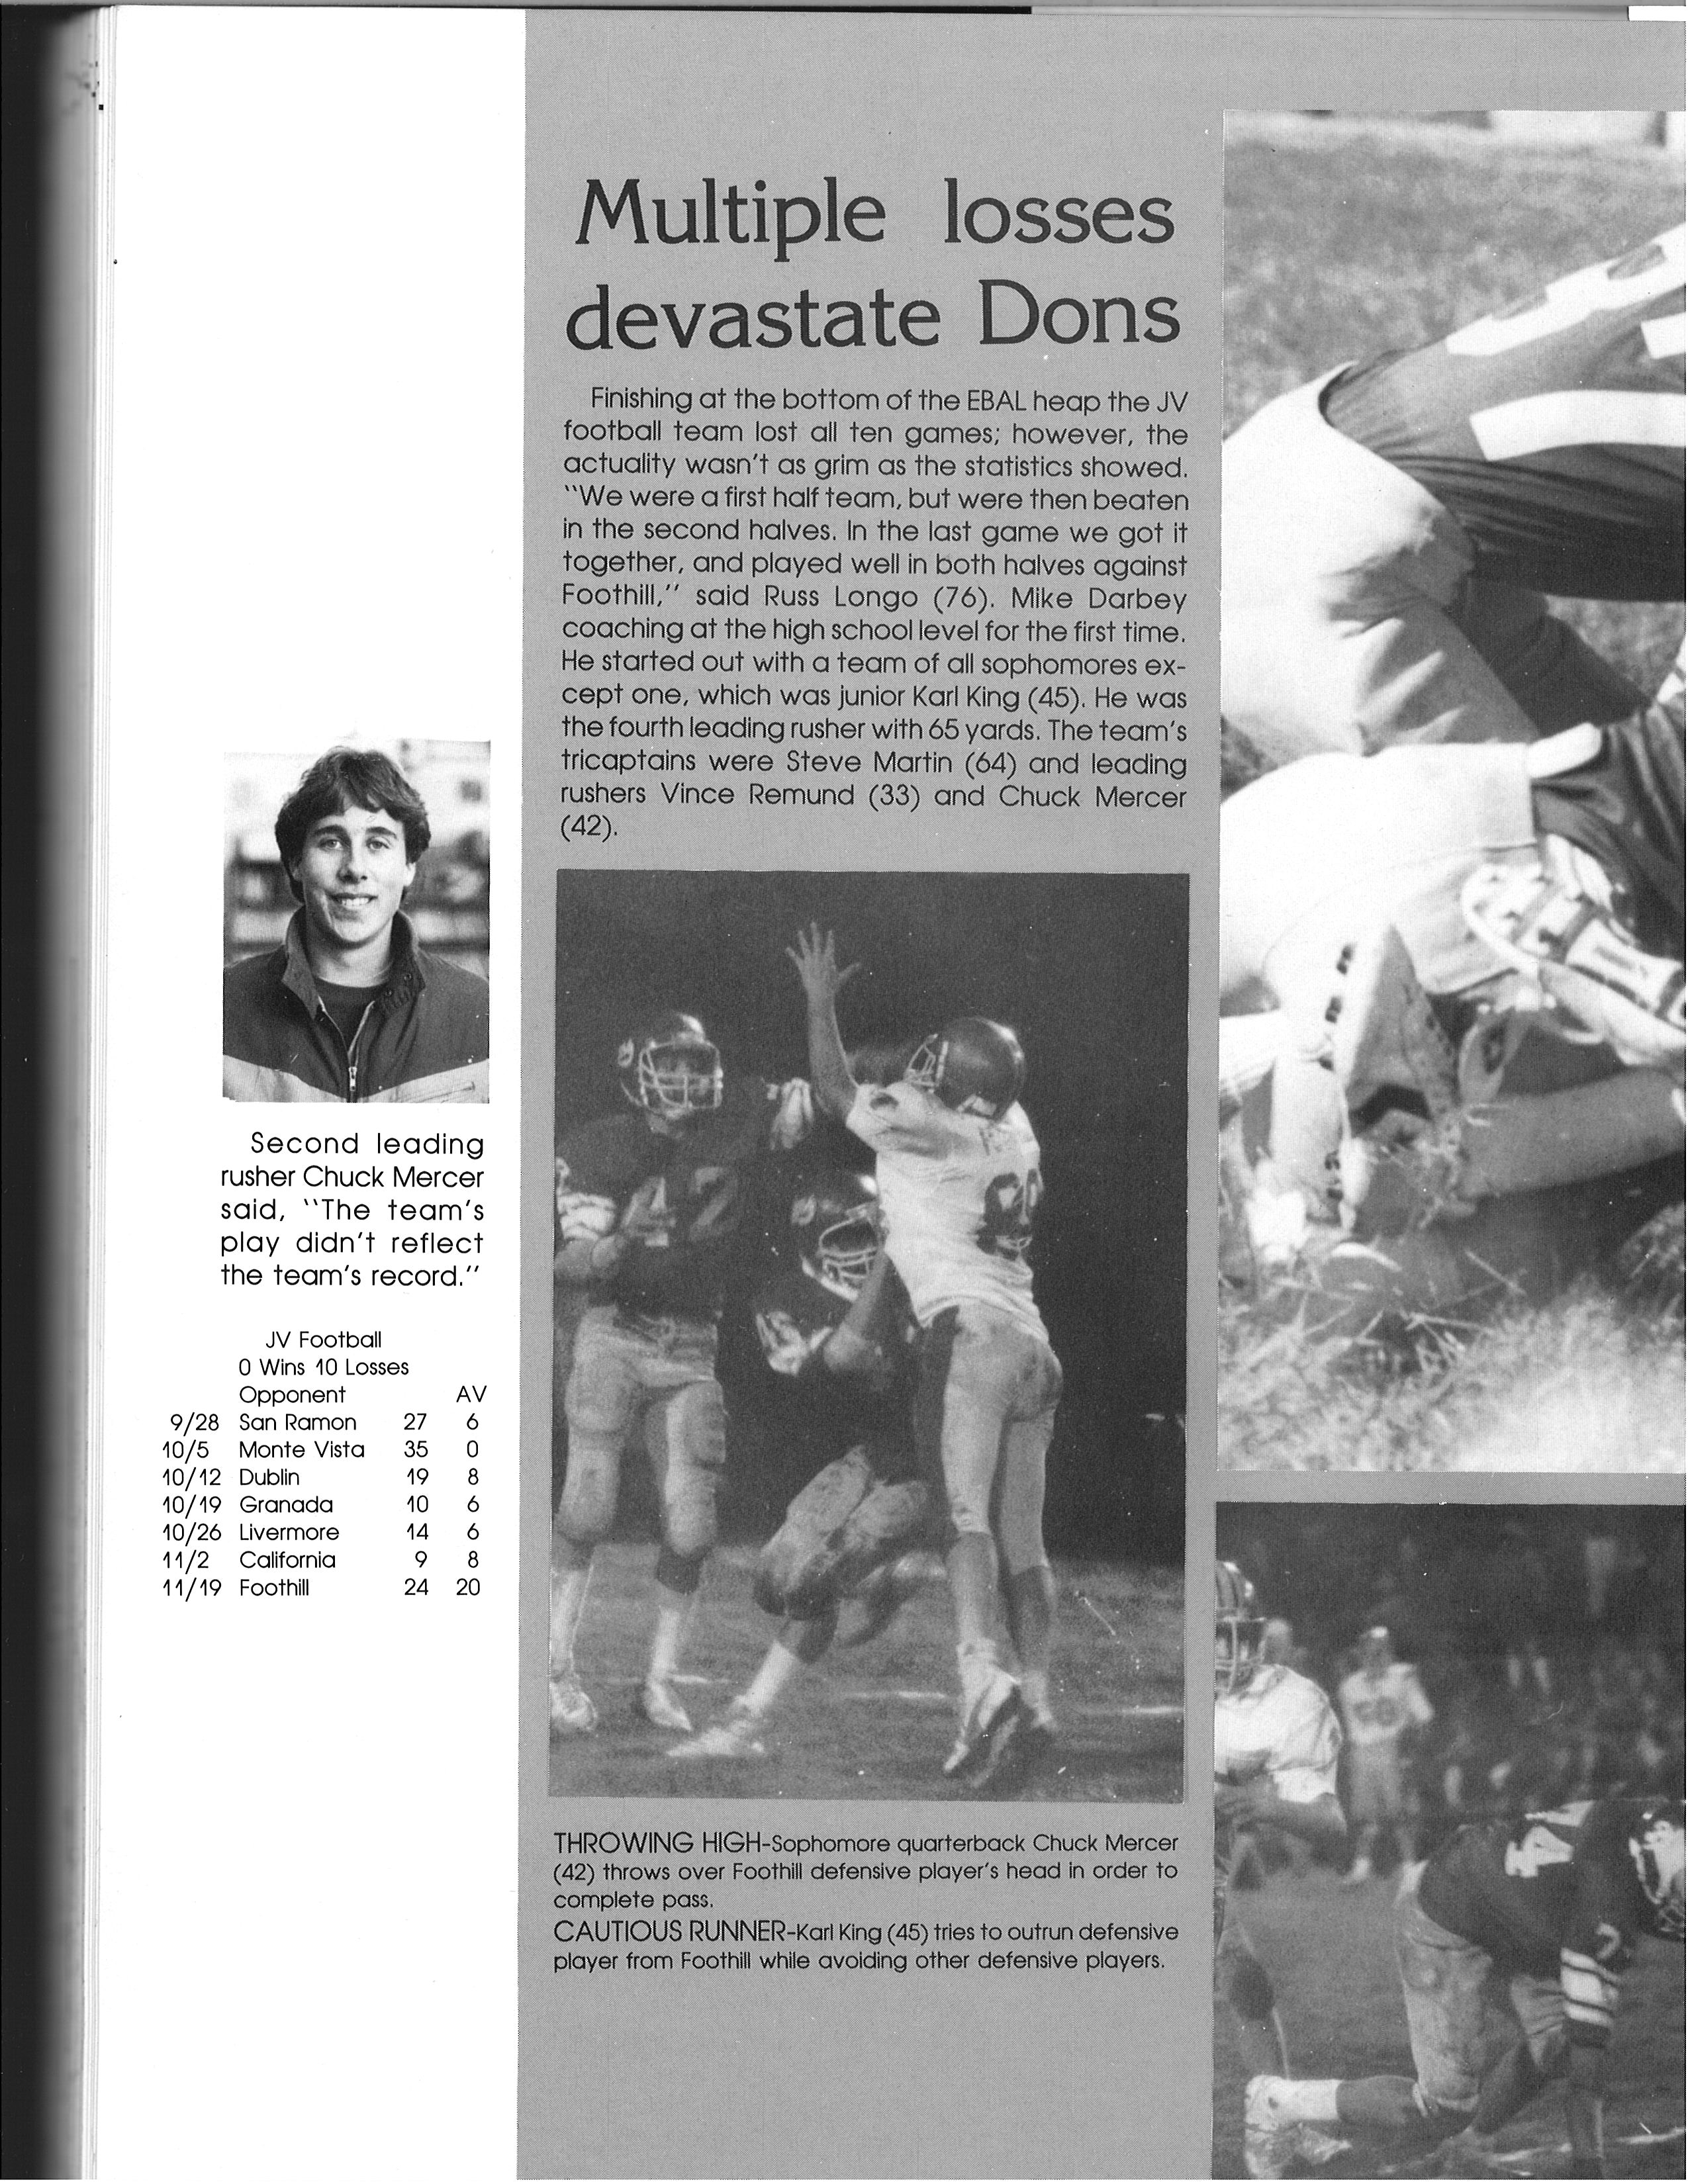 Multiple losses
devastate Dons
Finishing at the bottom of the EBAL heap the JV
football team lost all ten games; however, the
actuality wasn't as grim as the statistics showed.
"We were a first half team, but were then beaten
in the second halves. In the last game we got it
together, and played well in both halves against
Foothill," said Russ Longo (76). Mike Darbey
coaching at the high school level for the first time.
He started out with a team of all sophomores ex-
cept one, which was junior Karl King (45). He was
the fourth leading rusher with 65 yards. The team's
tricaptains were Steve Martin (64) and leading
rushers Vince Remund (33) and Chuck Mercer
(42).
Second leading
rusher Chuck Mercer
said, "The team's
play didn't reflect
the team's record."
JV Football
0 Wins 10 Losses
Opponent AV
9/28 San Ramon 27 6
10/5 Monte Vista 35 0
10/12 Dublin 19 8
10/19 Granada 10 6
10/26 Livermore 14 6
11/2 California 9 8
11/19 Foothill 24 20
42
THROWING HIGH-Sophomore quarterback Chuck Mercer
(42) throws over Foothill defensive player's head in order to
complete pass.
CAUTIOUS RUNNER-Karl King (45) tries to outrun defensive
player from Foothill while avoiding other defensive players.